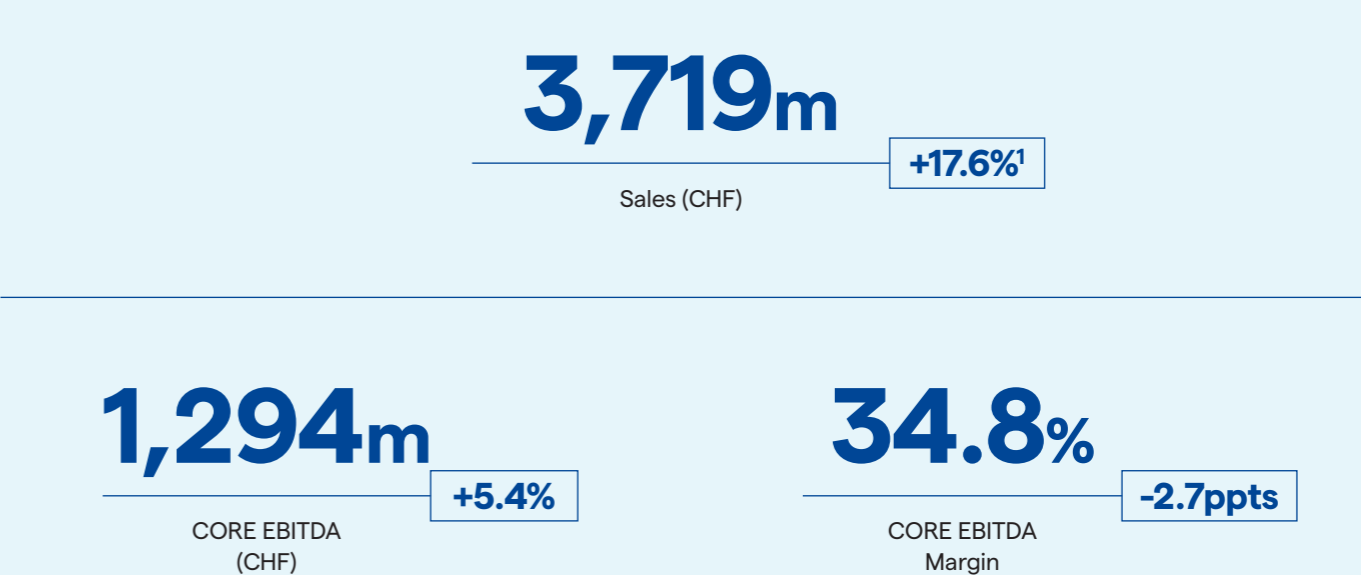 3,719m
+17.6%¹
Sales (CHF)
1,294m
+5.4%
CORE EBITDA
(CHF)
34.8%
-2.7ppts
CORE EBITDA
Margin